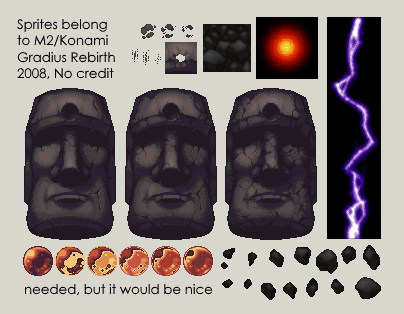 Sprites belong
to M2/Konami
Gradius Rebirth
2008, No credit
needed, but it would be nice